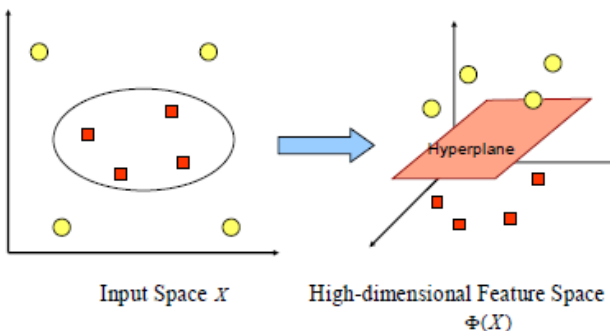 Hyperplane
Input Space X
High-dimensional Feature Space
Φ(X)